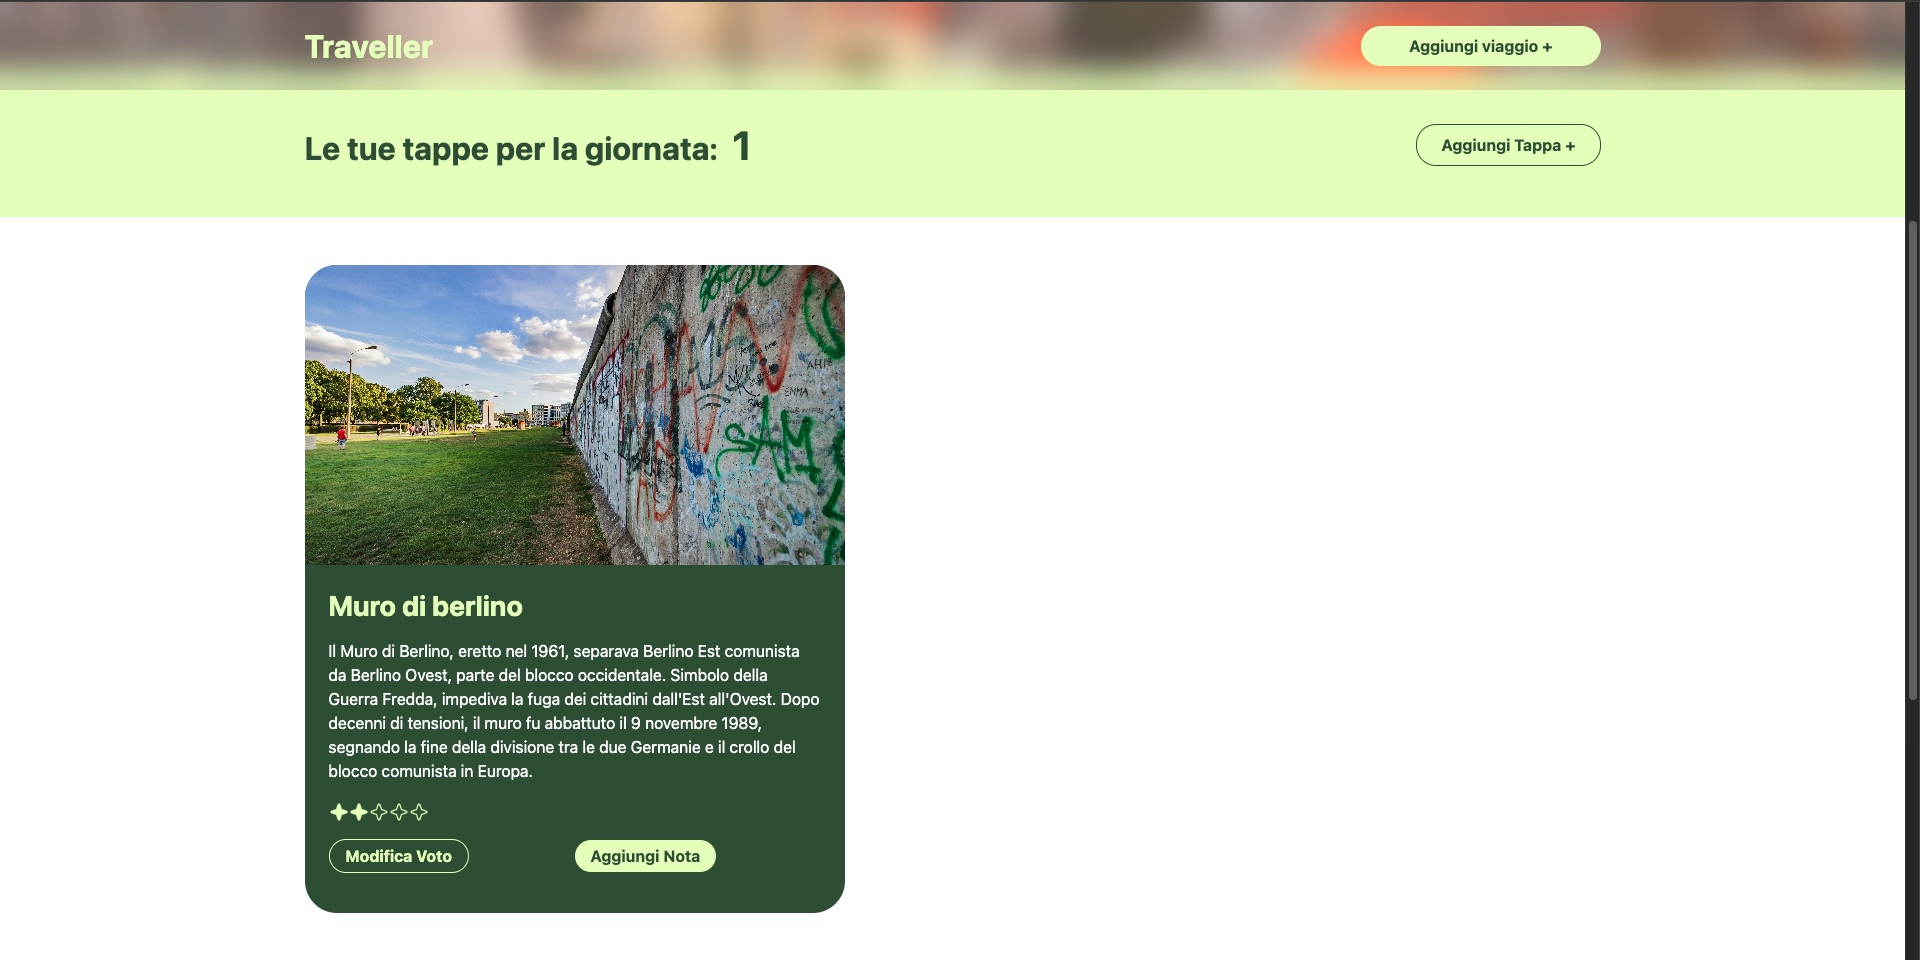 Traveller
Aggiungi viaggio +
Le tue tappe per la giornata: 1
Aggiungi Tappa +
AHIS
EMMA
SAM
Muro di berlino
Il Muro di Berlino, eretto nel 1961, separava Berlino Est comunista
da Berlino Ovest, parte del blocco occidentale. Simbolo della
Guerra Fredda, impediva la fuga dei cittadini dall'Est all'Ovest. Dopo
decenni di tensioni, il muro fu abbattuto il 9 novembre 1989,
segnando la fine della divisione tra le due Germanie e il crollo del
blocco comunista in Europa.
Modifica Voto
Aggiungi Nota